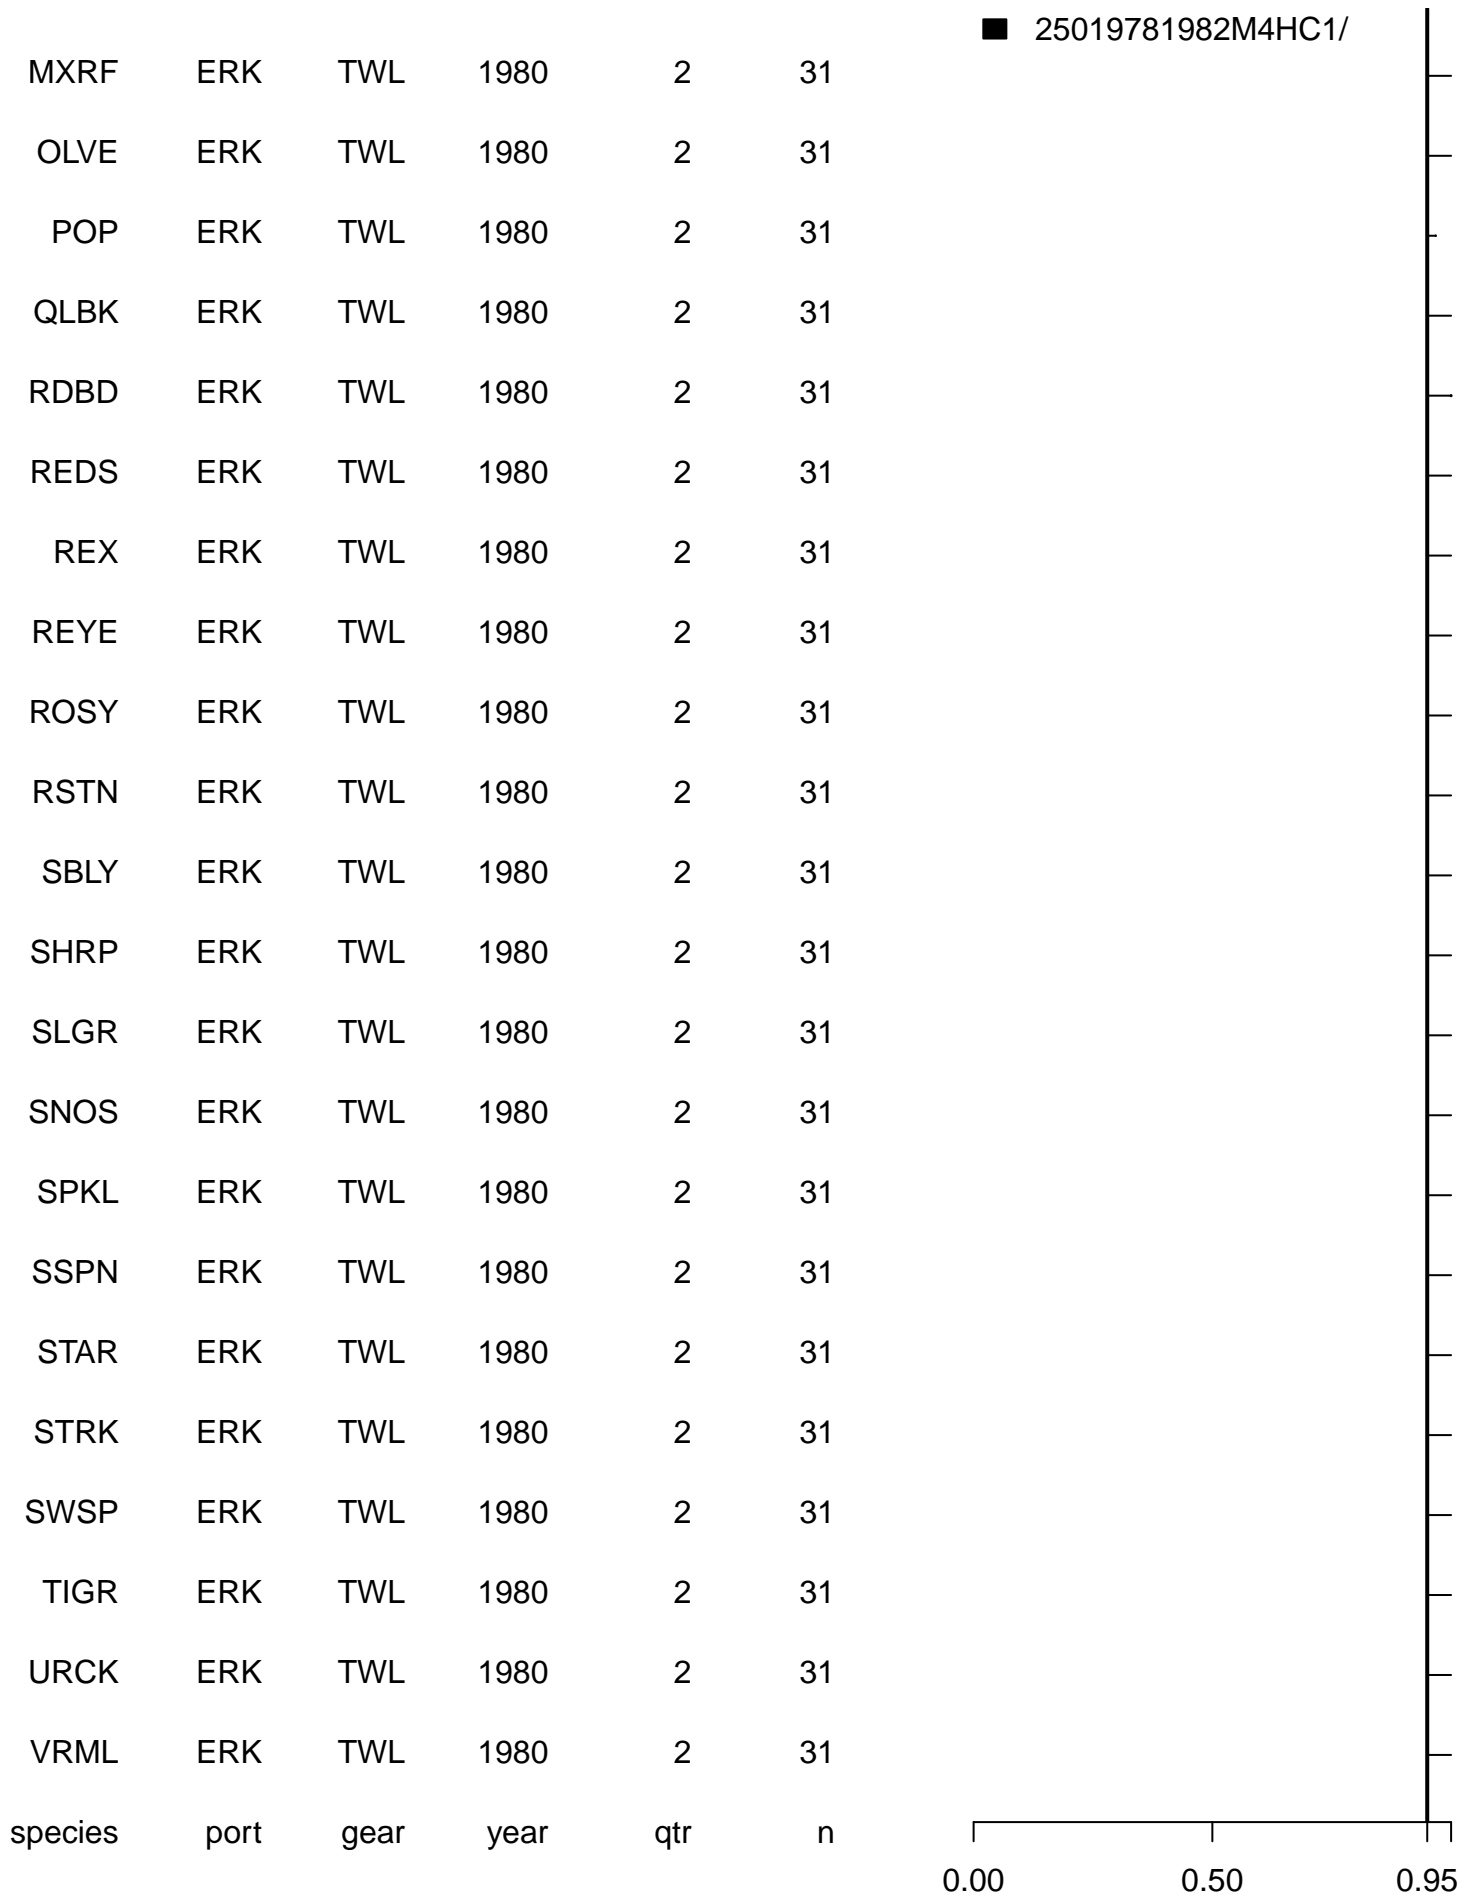 25019781982M4HC1/
MXRF ERK TWL 1980 2 31
OLVE ERK TWL 1980 2 31
POP ERK TWL 1980 2 31
QLBK ERK TWL 1980 2 31
RDBD ERK TWL 1980 2 31
REDS ERK TWL 1980 2 31
REX ERK TWL 1980 2 31
REYE ERK TWL 1980 2 31
ROSY ERK TWL 1980 2 31
RSTN ERK TWL 1980 2 31
SBLY ERK TWL 1980 2 31
SHRP ERK TWL 1980 2 31
SLGR ERK TWL 1980 2 31
SNOS ERK TWL 1980 2 31
SPKL ERK TWL 1980 2 31
SSPN ERK TWL 1980 2 31
STAR ERK TWL 1980 2 31
STRK ERK TWL 1980 2 31
SWSP ERK TWL 1980 2 31
TIGR ERK TWL 1980 2 31
URCK ERK TWL 1980 2 31
VRML ERK TWL 1980 2 31
species port gear year qtr n
0.00 0.50 0.95